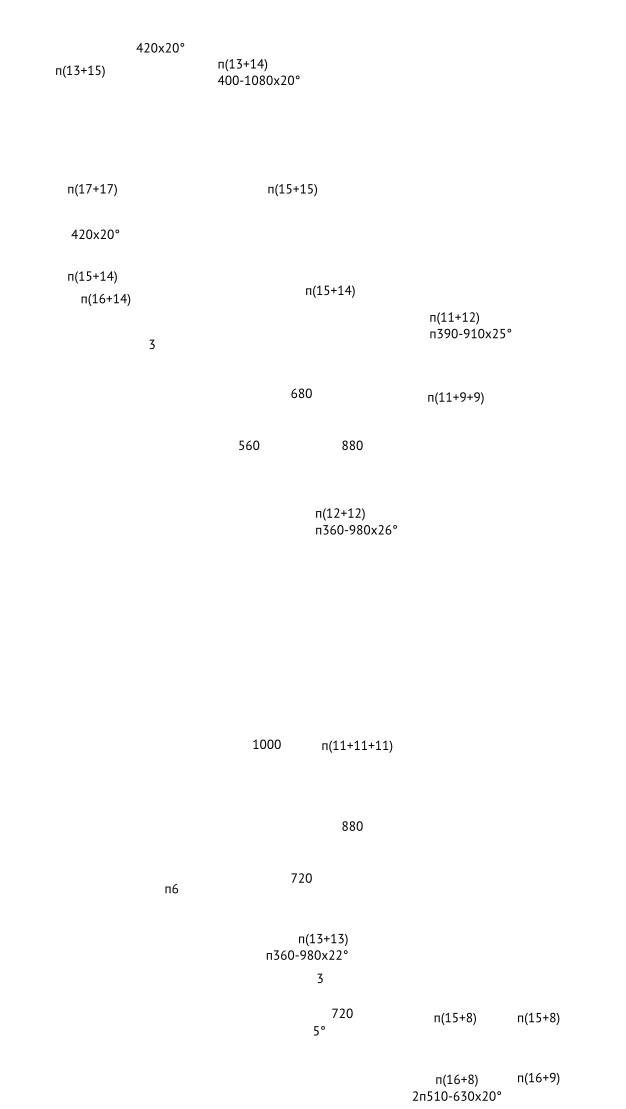 420x20°
п(13+15)
п(13+14)
400-1080x20°
п(17+17)
п(15+15)
420x20°
п(15+14)
п(16+14)
п(15+14)
п(11+12)
п390-910x25°
3
680
п(11+9+9)
560
880
п(12+12)
п360-980x26°
1000
п(11+11+11)
880
720
п6
п(13+13)
п360-980x22°
3
720
5°
п(15+8)
п(15+8)
п(16+8)
2п510-630x20°
п(16+9)